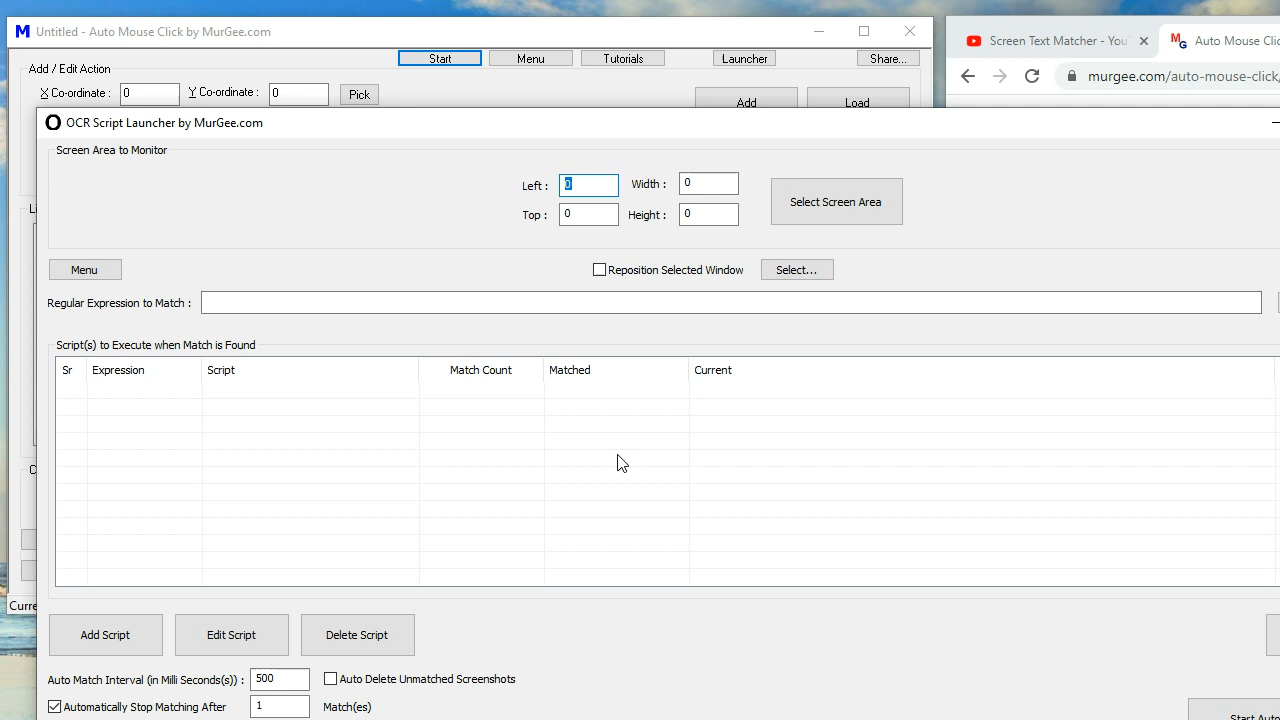 M Untitled - Auto Mouse Click by MurGee.com
Screen Text Matcher - You
Auto Mouse Clic
murgee.com/auto-mouse-click/
Start
Menu
Tutorials
Launcher
Share...
Add / Edit Action
X Co-ordinate : 0
Y Co-ordinate : 0
Pick
Add
Load
O OCR Script Launcher by MurGee.com
Screen Area to Monitor
Left : 0
Width : 0
Top : 0
Height : 0
Select Screen Area
Li
Menu
Reposition Selected Window
Select...
Regular Expression to Match :
Script(s) to Execute when Match is Found
Sr
Expression
Script
Match Count
Matched
Current
C
Curre
Add Script
Edit Script
Delete Script
Auto Match Interval (in Milli Seconds(s)) : 500
Auto Delete Unmatched Screenshots
Automatically Stop Matching After 1 Match(es)
Start Auto